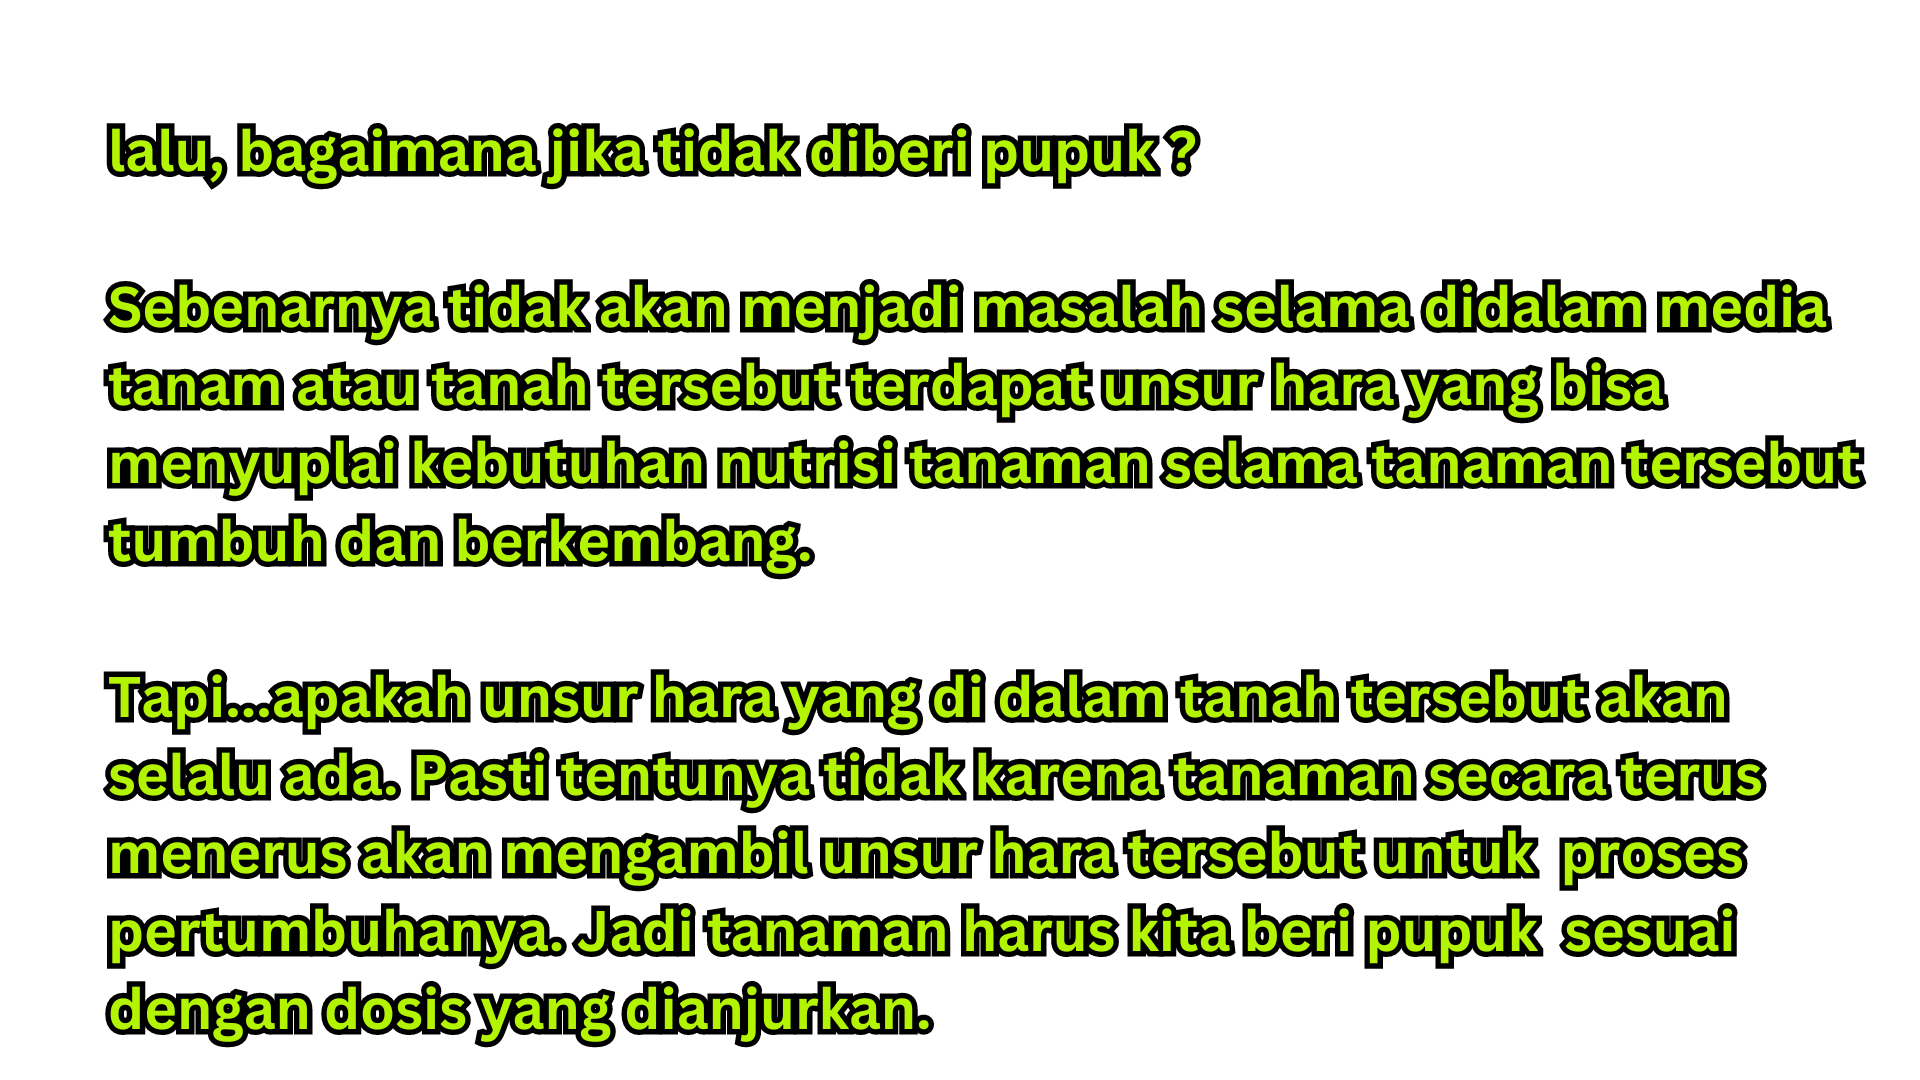 lalu, bagaimana jika tidak diberi pupuk ?
Sebenarnya tidak akan menjadi masalah selama didalam media
tanam atau tanah tersebut terdapat unsur hara yang bisa
menyuplai kebutuhan nutrisi tanaman selama tanaman tersebut
tumbuh dan berkembang.
Tapi...apakah unsur hara yang di dalam tanah tersebut akan
selalu ada. Pasti tentunya tidak karena tanaman secara terus
menerus akan mengambil unsur hara tersebut untuk  proses
pertumbuhanya. Jadi tanaman harus kita beri pupuk  sesuai
dengan dosis yang dianjurkan.